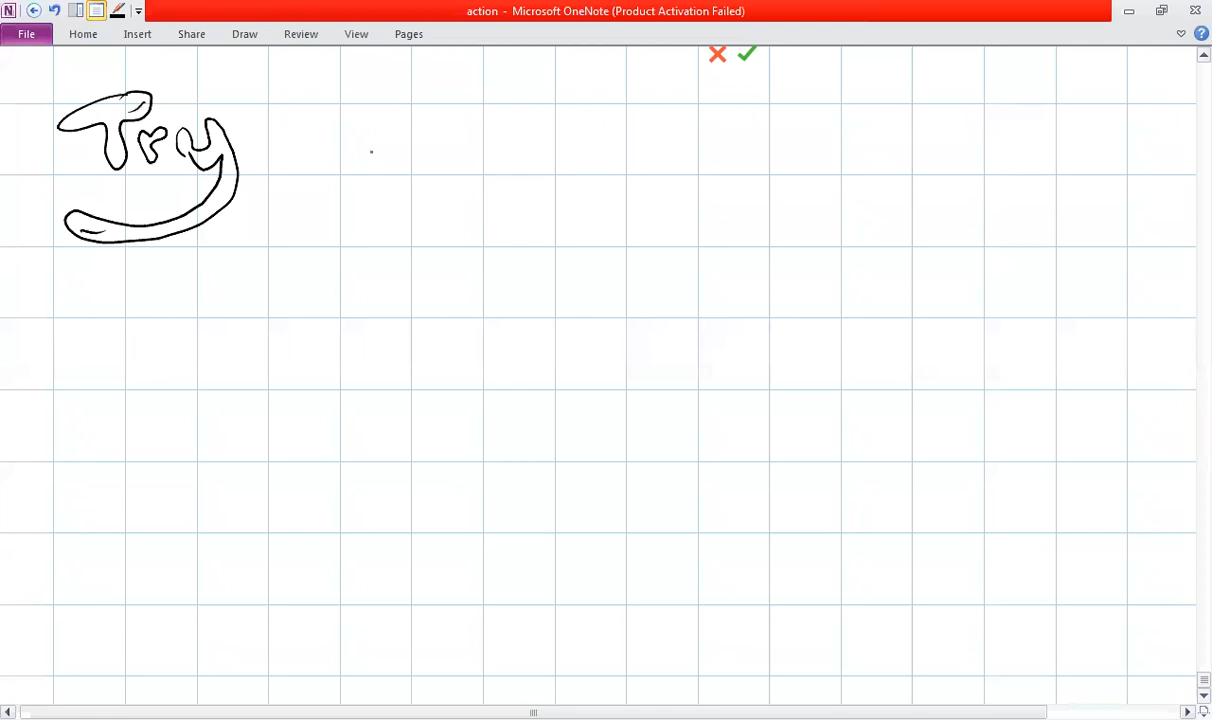 action - Microsoft OneNote (Product Activation Failed)
File Home Insert Share Draw Review View Pages
Try